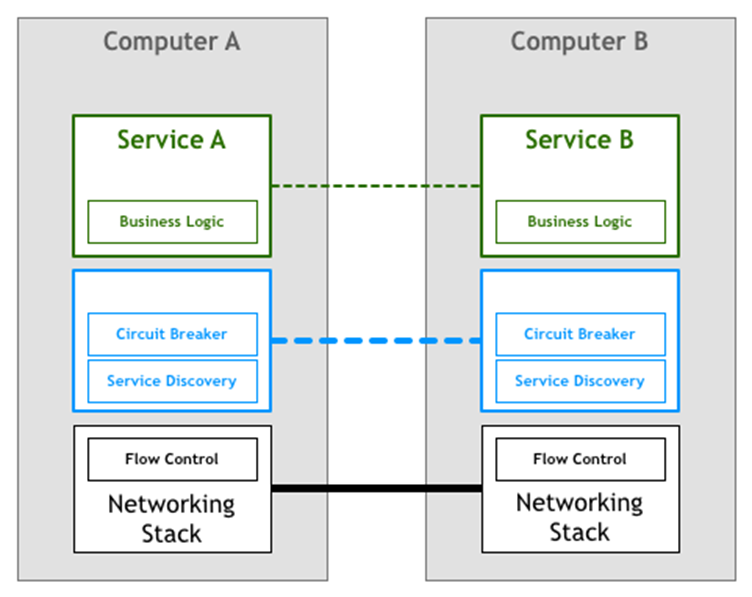 Computer A
Service A
Business Logic
Circuit Breaker
Service Discovery
Flow Control
Networking
Stack
Computer B
Service B
Business Logic
Circuit Breaker
Service Discovery
Flow Control
Networking
Stack